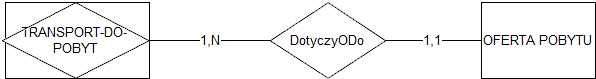 TRANSPORT-DO-
POBYT
1,N
DotyczyODo
1,1
OFERTA POBYTU